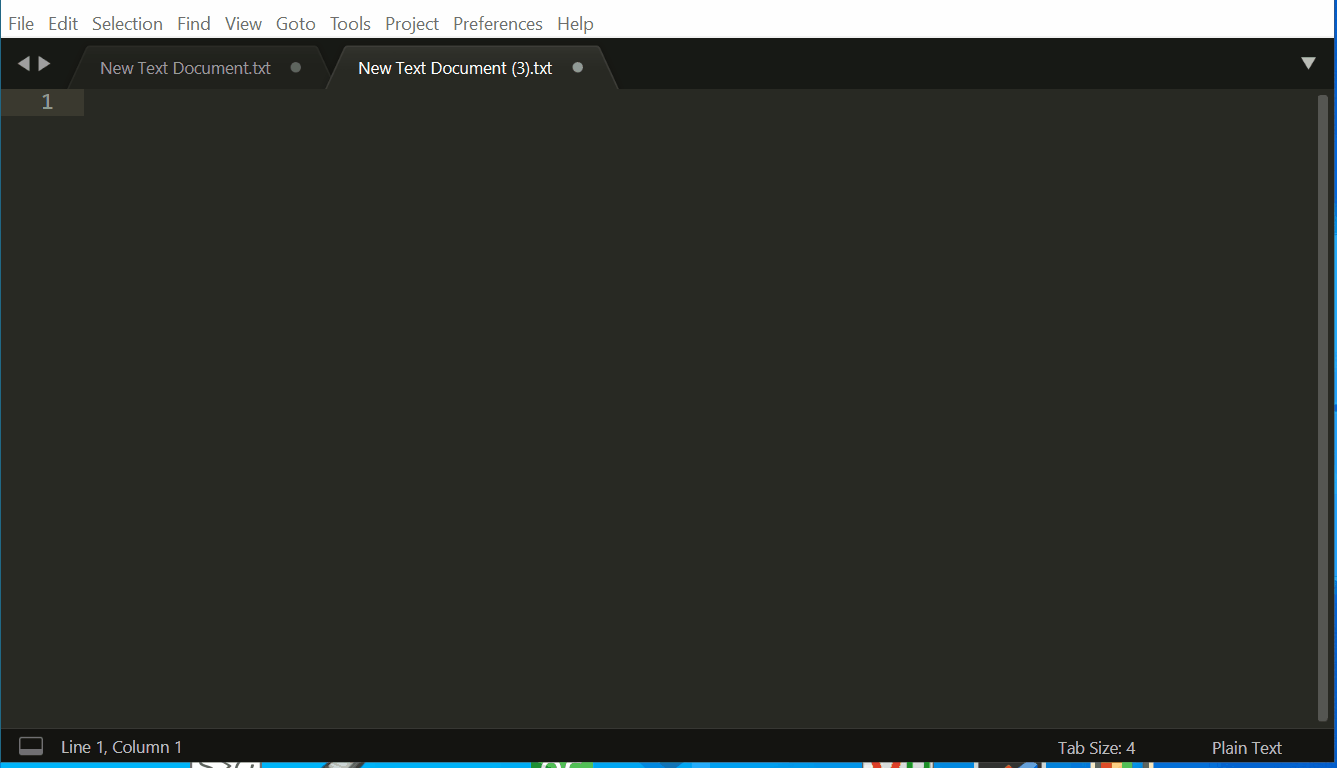 File Edit Selection Find View Goto Tools Project Preferences Help
New Text Document.txt New Text Document (3).txt
1
Line 1, Column 1 Tab Size: 4 Plain Text